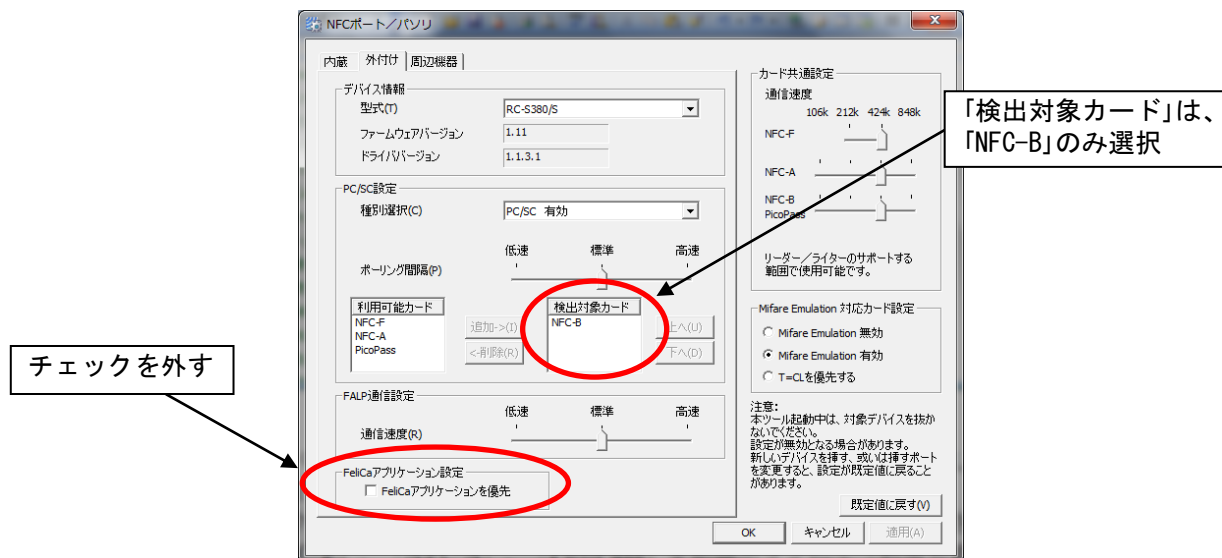 NFCポート／パソリ
内蔵
外付け
周辺機器
デバイス情報
型式(T)
RC-S380/S
ファームウェアバージョン
1.11
ドライババージョン
1.1.3.1
PC/SC設定
種別選択(C)
PC/SC 有効
低速
標準
高速
ポーリング間隔(P)
利用可能カード
NFC-F
NFC-A
PicoPass
追加->(I)
<-削除(R)
検出対象カード
NFC-B
上へ(U)
下へ(D)
FALP通信設定
低速
標準
高速
通信速度(R)
FeliCaアプリケーション設定
FeliCaアプリケーションを優先
カード共通設定
通信速度
106k 212k 424k 848k
NFC-F
NFC-A
NFC-B
PicoPass
リーダー／ライターのサポートする
範囲で使用可能です。
Mifare Emulation 対応カード設定
Mifare Emulation 無効
Mifare Emulation 有効
T=CLを優先する
注意：
本ツール起動中は、対象デバイスを抜か
ないでください。
設定が無効となる場合があります。
新しいデバイスを挿す、或いは挿すポート
を変更すると、設定が既定値に戻ること
があります。
既定値に戻す(V)
OK
キャンセル
適用(A)
「検出対象カード」は、
「NFC-B」のみ選択
チェックを外す